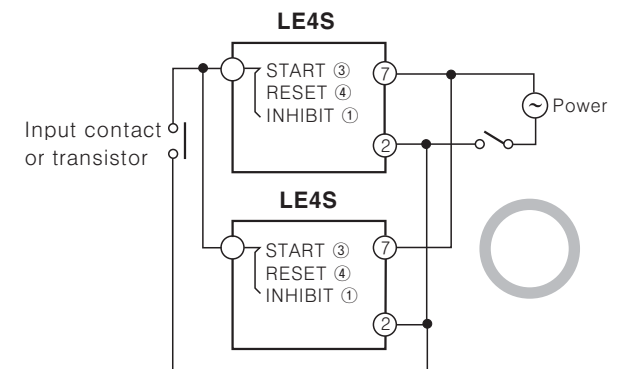 LE4S
START ③
RESET ④
INHIBIT ①
7
2
~ Power
Input contact
or transistor
LE4S
START ③
RESET ④
INHIBIT ①
7
2